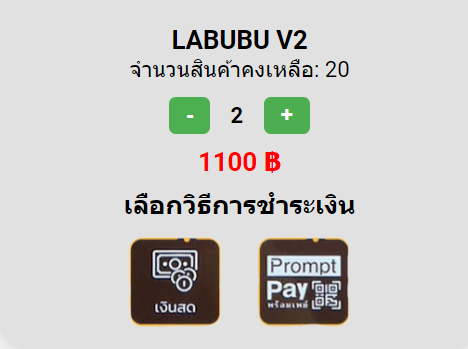 LABUBU V2
จำนวนสินค้าคงเหลือ: 20
- 2 +
1100 ฿
เลือกวิธีการชำระเงิน
เงินสด
Prompt
Pay
พร้อมเพย์